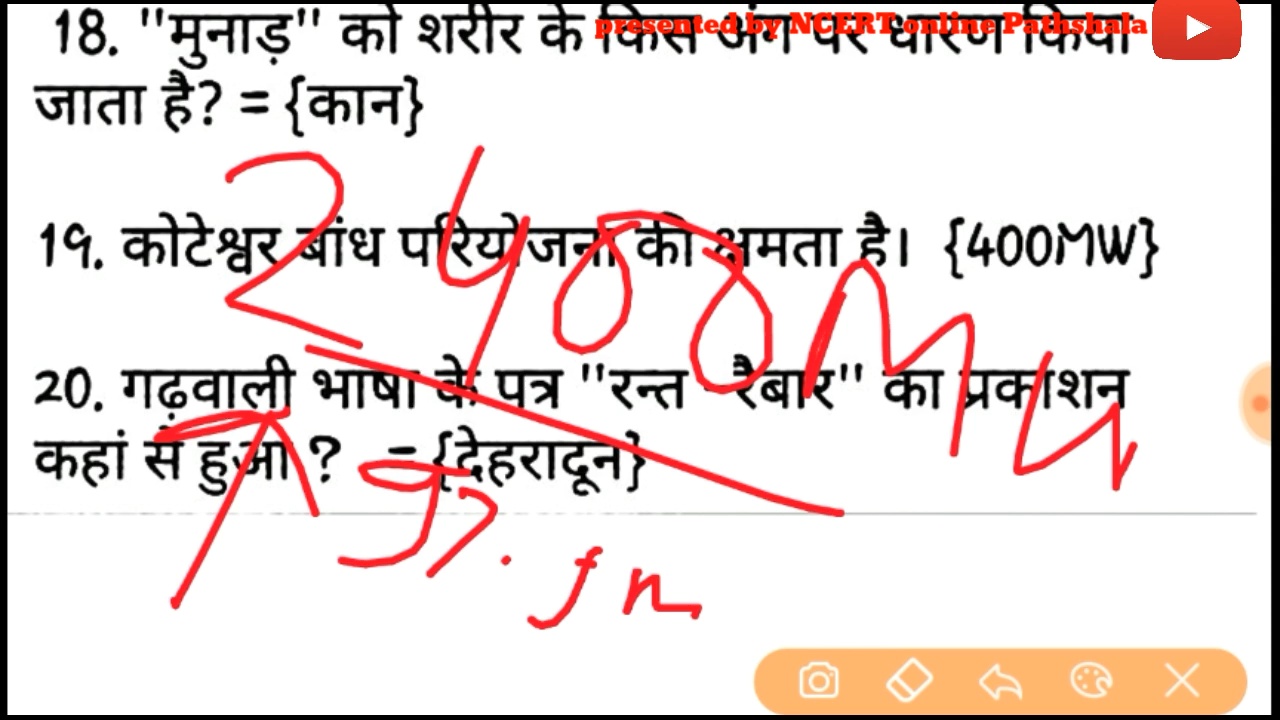 presented by NCERT online Pathshala
18. "मुनाड़" को शरीर के किस अंग पर धारण किया
जाता है? = {कान}
2400MW
19. कोटेश्वर बांध परियोजना की क्षमता है। {400MW}
20. गढ़वाली भाषा के पत्र "रन्त -रैबार" का प्रकाशन
कहां से हुआ ? = {देहरादून}